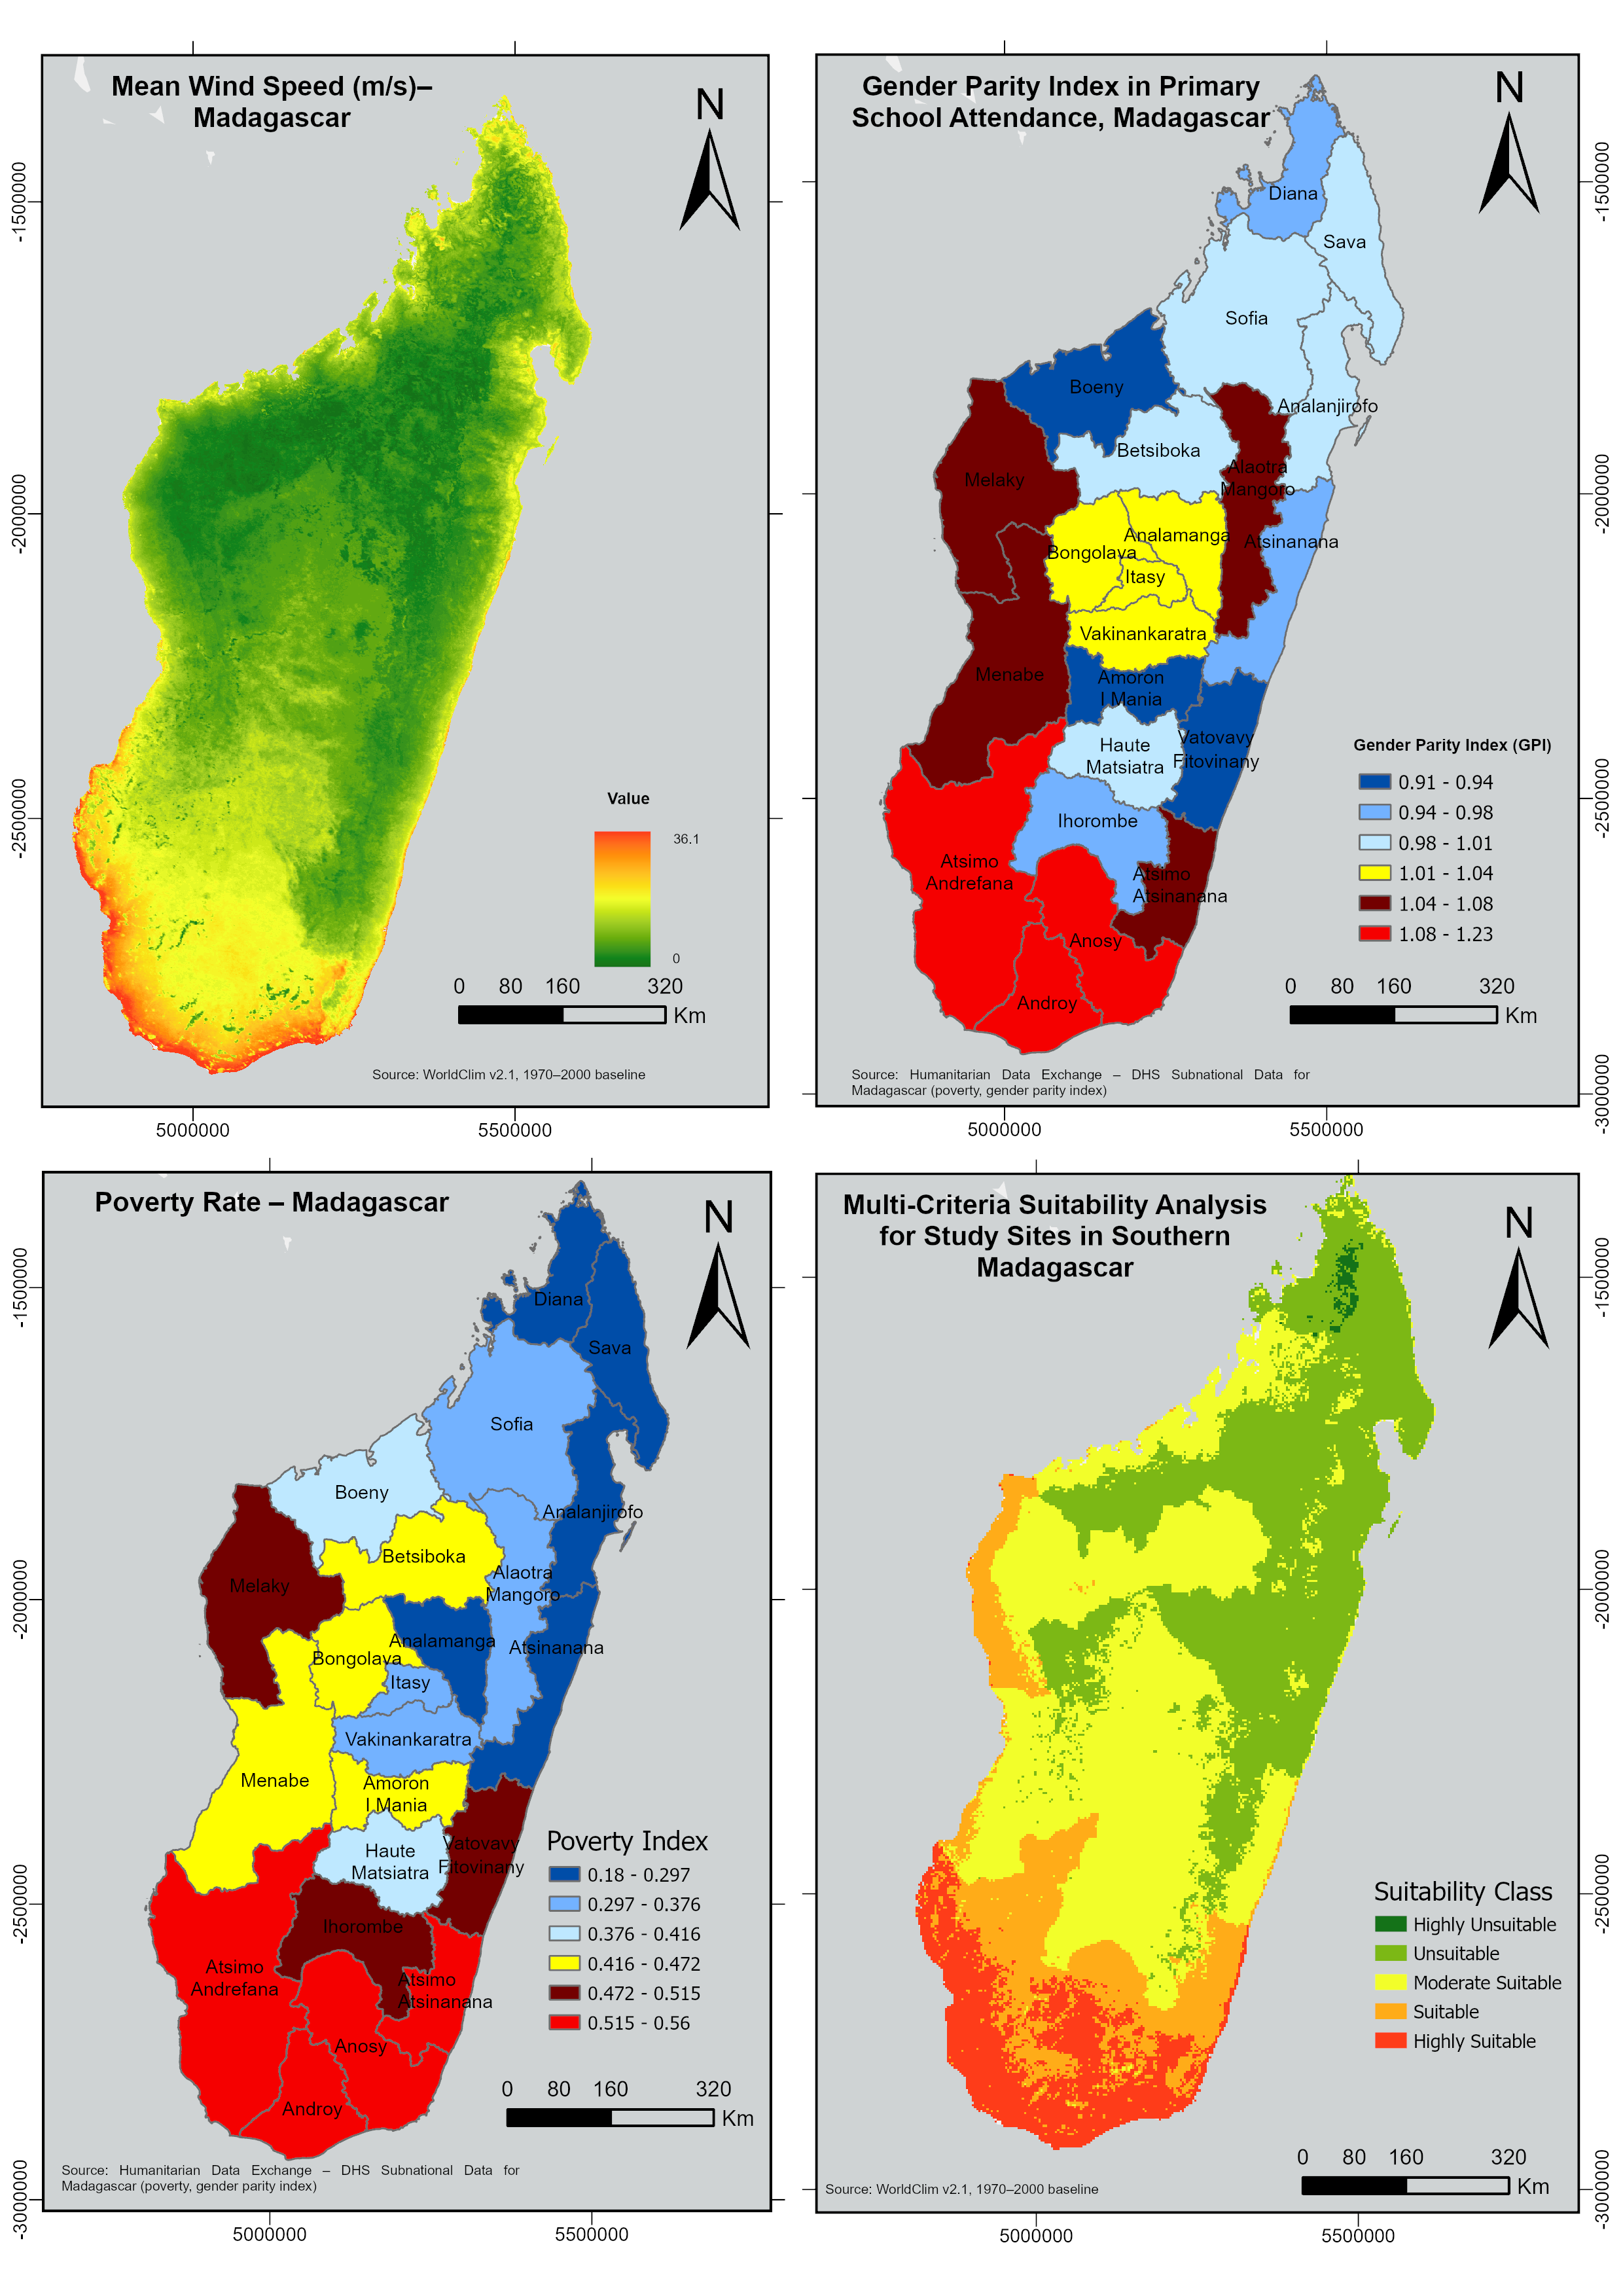 Mean Wind Speed (m/s)–
Madagascar
N
-1500000
-2000000
-2500000
Value
36.1
0
0 80 160 320
Km
Source: WorldClim v2.1, 1970–2000 baseline
5000000 5500000
Gender Parity Index in Primary
School Attendance, Madagascar
N
Diana
Sava
Sofia
Boeny
Analanjirofo
Betsiboka
Alaotra
Mangoro
Melaky
Analamanga
Atsinanana
Bongolava
Itasy
Vakinankaratra
Menabe
Amoron
I Mania
Vatovavy
Fitovinany
Haute
Matsiatra
Ihorombe
Atsimo
Andrefana
Atsimo
Atsinanana
Anosy
Androy
Gender Parity Index (GPI)
0.91 - 0.94
0.94 - 0.98
0.98 - 1.01
1.01 - 1.04
1.04 - 1.08
1.08 - 1.23
0 80 160 320
Km
Source: Humanitarian Data Exchange – DHS Subnational Data for
Madagascar (poverty, gender parity index)
-1500000
-2000000
-2500000
-3000000
5000000 5500000
Poverty Rate – Madagascar
N
-1500000
-2000000
-2500000
-3000000
Diana
Sava
Sofia
Boeny
Analanjirofo
Betsiboka
Alaotra
Mangoro
Melaky
Analamanga
Atsinanana
Bongolava
Itasy
Vakinankaratra
Menabe
Amoron
I Mania
Vatovavy
Fitovinany
Haute
Matsiatra
Ihorombe
Atsimo
Andrefana
Atsimo
Atsinanana
Anosy
Androy
Poverty Index
0.18 - 0.297
0.297 - 0.376
0.376 - 0.416
0.416 - 0.472
0.472 - 0.515
0.515 - 0.56
0 80 160 320
Km
Source: Humanitarian Data Exchange – DHS Subnational Data for
Madagascar (poverty, gender parity index)
5000000 5500000
Multi-Criteria Suitability Analysis
for Study Sites in Southern
Madagascar
N
Suitability Class
Highly Unsuitable
Unsuitable
Moderate Suitable
Suitable
Highly Suitable
0 80 160 320
Km
Source: WorldClim v2.1, 1970–2000 baseline
-1500000
-2000000
-2500000
-3000000
5000000 5500000